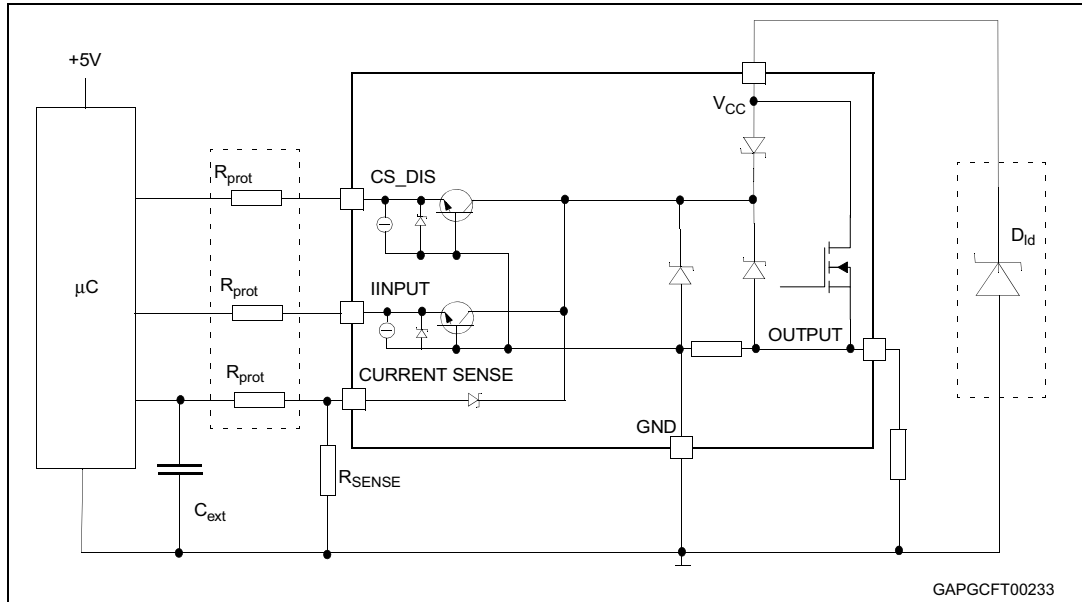 +5V
V_CC
R_prot
CS_DIS
D_ld
μC
R_prot
IINPUT
OUTPUT
R_prot
CURRENT SENSE
GND
R_SENSE
C_ext
GAPGCFT00233